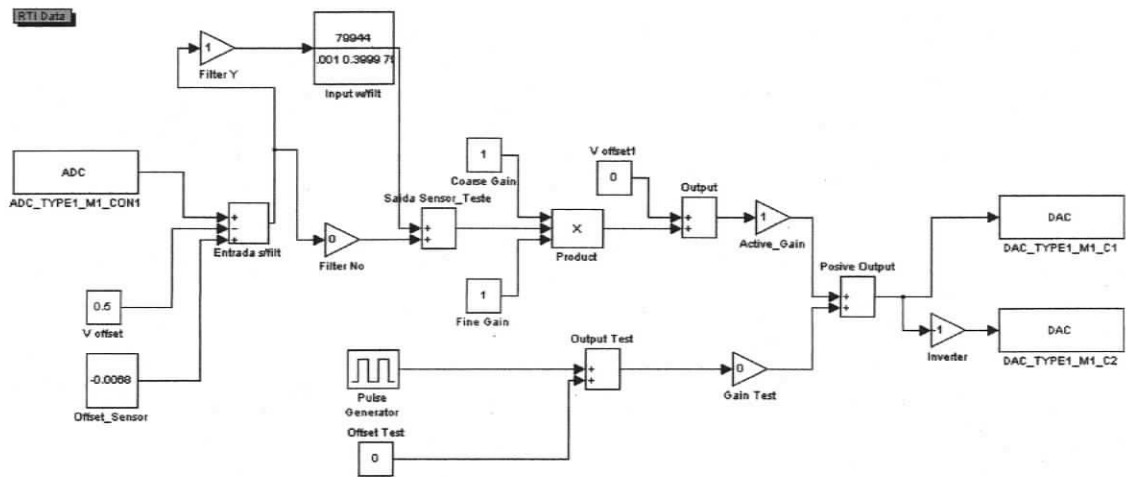 RTI Data
1
Filter Y
79944
.001 0.3999 79
Input w/filt
ADC
ADC_TYPE1_M1_CON1
+
−
+
Entrada s/filt
0.5
V offset
-0.0068
Offset_Sensor
0
Filter No
Saida Sensor_Teste
+
+
1
Coarse Gain
×
Product
1
Fine Gain
V offset1
0
Output
+
+
1
Active_Gain
Pulse
Generator
Offset Test
0
Output Test
+
+
0
Gain Test
Posive Output
+
+
-1
Inverter
DAC
DAC_TYPE1_M1_C1
DAC
DAC_TYPE1_M1_C2